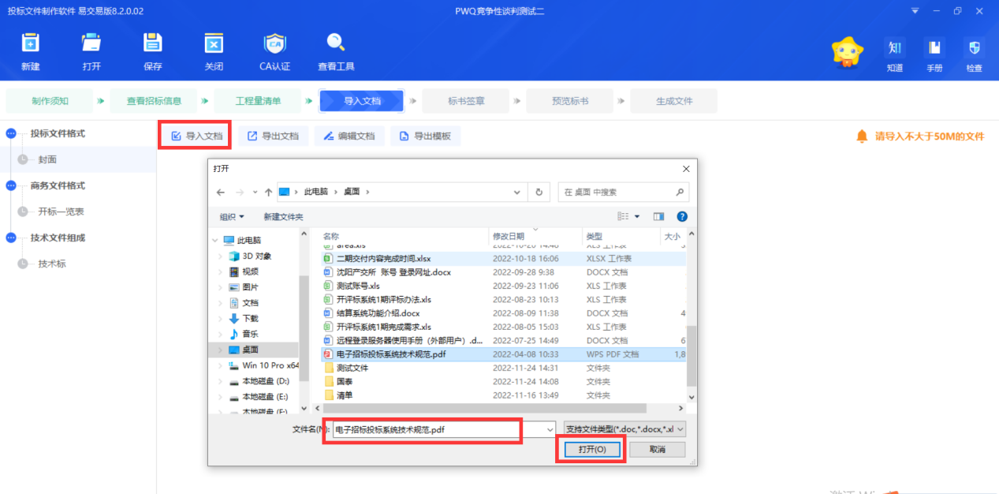 投标文件制作软件 易交易版8.2.0.02
PWQ竞争性谈判测试二
新建
打开
保存
关闭
CA认证
查看工具
知道
手册
检查
制作须知
查看招标信息
工程量清单
导入文档
标书签章
预览标书
生成文件
投标文件格式
封面
商务文件格式
开标一览表
技术文件组成
技术标
导入文档
导出文档
编辑文档
导出模板
请导入不大于50M的文件
打开
此电脑 › 桌面 ›
在 桌面 中搜索
组织
新建文件夹
此电脑
3D 对象
视频
图片
文档
下载
音乐
桌面
Win 10 Pro x64
本地磁盘 (D:)
本地磁盘 (E:)
本地磁盘 (F:)
名称 修改日期 类型 大小
area.xls 2022-10-20 14:40 XLS 工作表
二期交付内容完成时间.xlsx 2022-10-18 16:06 XLSX 工作表
沈阳产交所 账号 登录网址.docx 2022-09-28 9:38 DOCX 文档
测试账号.xls 2022-09-23 11:06 XLS 工作表
开评标系统1期评标办法.xls 2022-08-23 10:13 XLS 工作表
结算系统功能介绍.docx 2022-08-09 11:38 DOCX 文档 4
开评标系统1期完成需求.xls 2022-08-05 15:03 XLS 工作表
远程登录服务器使用手册（外部用户）.d... 2022-07-25 14:49 DOCX 文档 6
电子招标投标系统技术规范.pdf 2022-04-08 10:33 WPS PDF 文档 1,8
测试文件 2022-11-24 14:31 文件夹
国泰 2022-11-24 14:08 文件夹
清单 2022-11-16 13:49 文件夹
文件名(N):
电子招标投标系统技术规范.pdf
支持文件类型(*.doc,*.docx,*.xl
打开(O)
取消